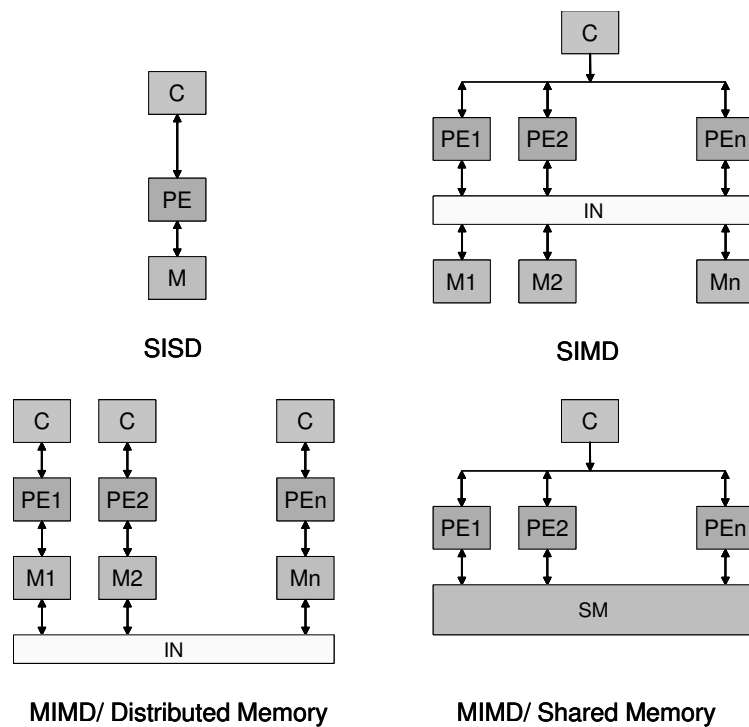 C
PE
M
SISD
C
PE1 PE2 PEn
IN
M1 M2 Mn
SIMD
C C C
PE1 PE2 PEn
M1 M2 Mn
IN
MIMD/ Distributed Memory
C
PE1 PE2 PEn
SM
MIMD/ Shared Memory